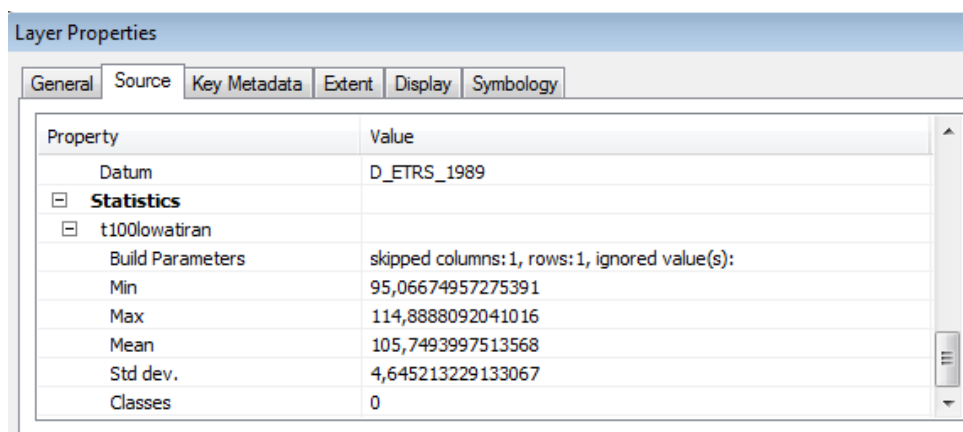 Layer Properties
General Source Key Metadata Extent Display Symbology
Property Value
Datum D_ETRS_1989
Statistics
t100lowatiran
Build Parameters skipped columns:1, rows:1, ignored value(s):
Min 95,06674957275391
Max 114,8888092041016
Mean 105,7493997513568
Std dev. 4,645213229133067
Classes 0